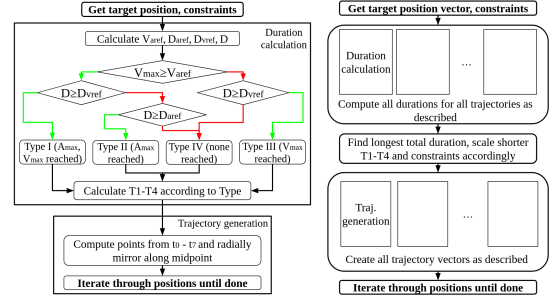 Get target position, constraints
Duration
calculation
Calculate Varef, Daref, Dvref, D
Vmax≥Varef
D≥Dvref
D≥Dvref
D≥Daref
Type I (Amax,
Vmax reached)
Type II (Amax
reached)
Type IV (none
reached)
Type III (Vmax
reached)
Calculate T1-T4 according to Type
Trajectory generation
Compute points from t0 - t7 and radially
mirror along midpoint
Iterate through positions until done
Get target position vector, constraints
Duration
calculation
...
Compute all durations for all trajectories as
described
Find longest total duration, scale shorter
T1-T4 and constraints accordingly
Traj.
generation
...
Create all trajectory vectors as described
Iterate through positions until done